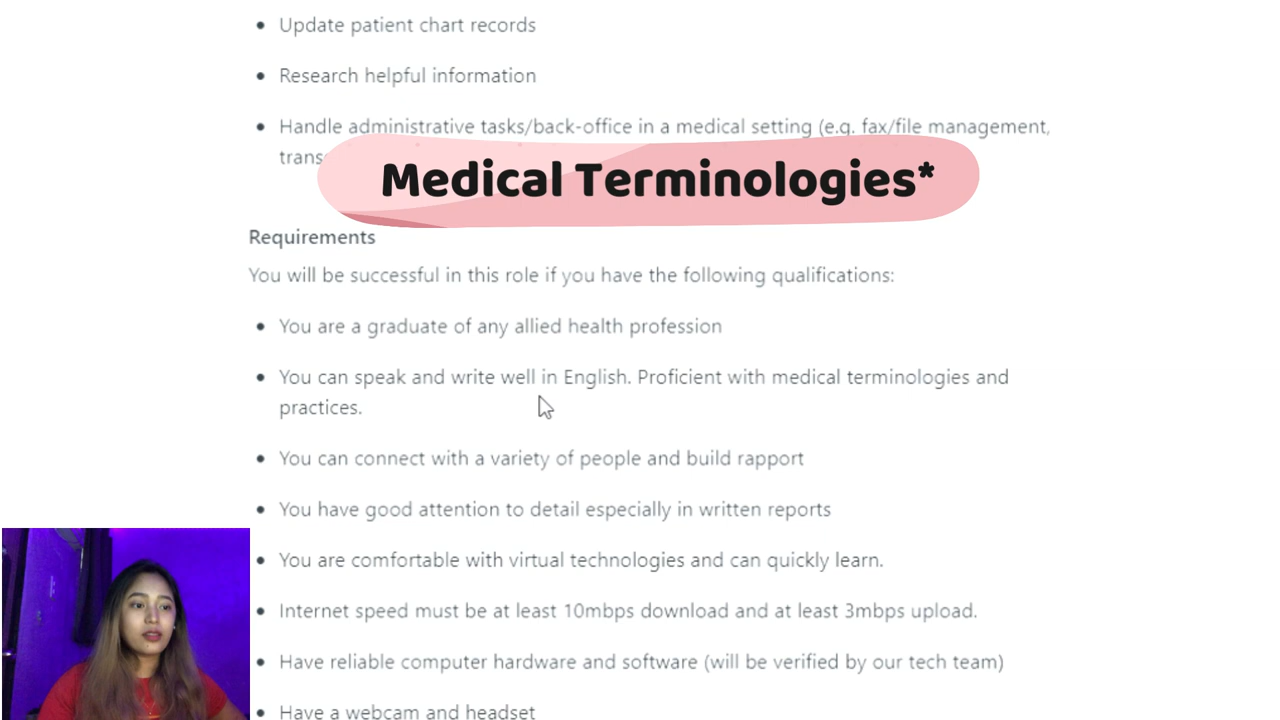 Update patient chart records
Research helpful information
Handle administrative tasks/back-office in a medical setting (e.g. fax/file management,
Medical Terminologies*
Requirements
You will be successful in this role if you have the following qualifications:
You are a graduate of any allied health profession
You can speak and write well in English. Proficient with medical terminologies and
practices.
You can connect with a variety of people and build rapport
You have good attention to detail especially in written reports
You are comfortable with virtual technologies and can quickly learn.
Internet speed must be at least 10mbps download and at least 3mbps upload.
Have reliable computer hardware and software (will be verified by our tech team)
Have a webcam and headset